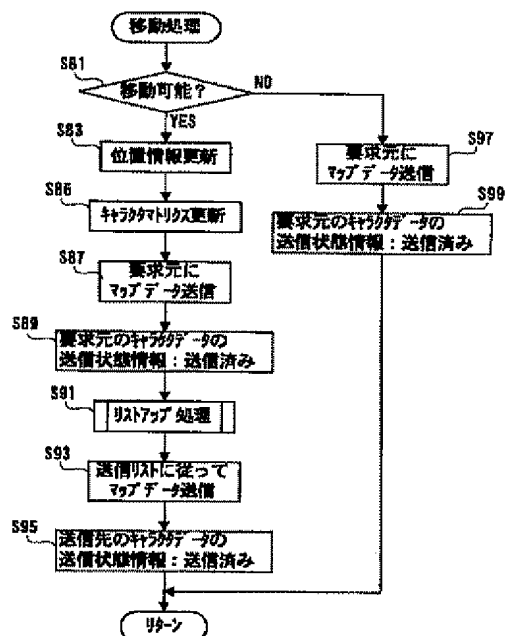 移動処理
S81
移動可能？
NO
YES
S83
位置情報更新
S86
キャラクタマトリクス更新
S87
要求元に
マップデータ送信
S89
要求元のキャラクタデータの
送信状態情報：送信済み
S91
リストアップ処理
S93
送信リストに従って
マップデータ送信
S95
送信先のキャラクタデータの
送信状態情報：送信済み
S97
要求元に
マップデータ送信
S99
要求元のキャラクタデータの
送信状態情報：送信済み
リターン